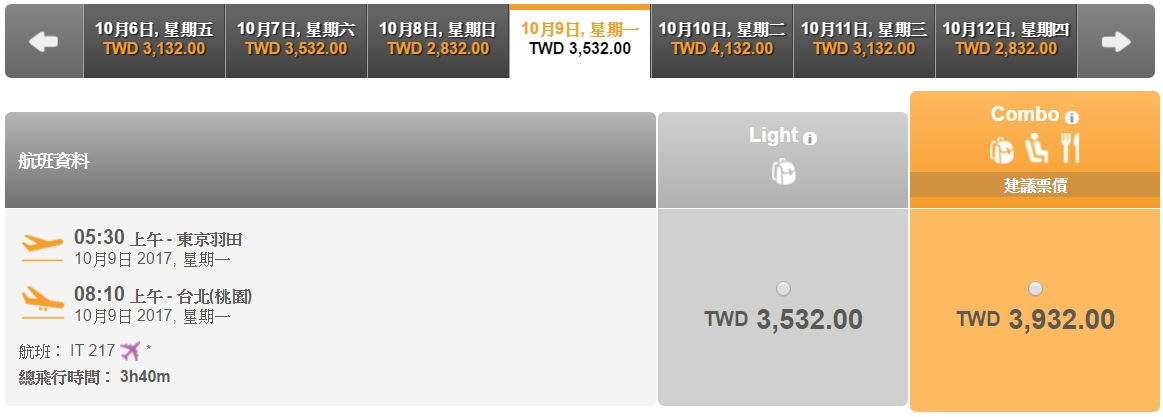 10月6日, 星期五
TWD 3,132.00
10月7日, 星期六
TWD 3,532.00
10月8日, 星期日
TWD 2,832.00
10月9日, 星期一
TWD 3,532.00
10月10日, 星期二
TWD 4,132.00
10月11日, 星期三
TWD 3,132.00
10月12日, 星期四
TWD 2,832.00
航班資料
Light i
Combo i
建議票價
05:30 上午 - 東京羽田
10月9日 2017, 星期一
08:10 上午 - 台北(桃園)
10月9日 2017, 星期一
航班： IT 217 *
總飛行時間： 3h40m
TWD 3,532.00
TWD 3,932.00